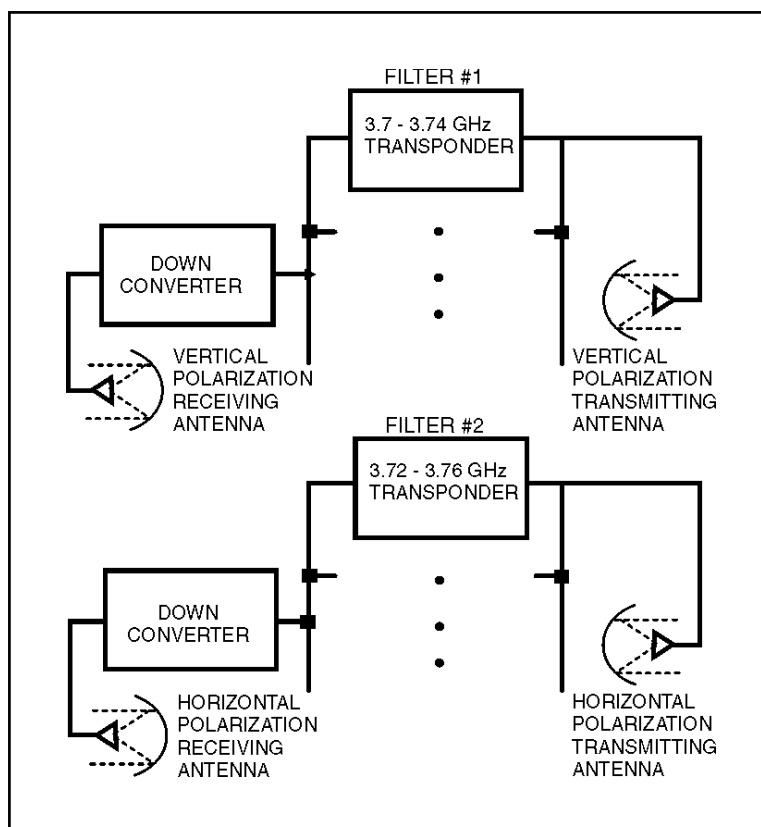 FILTER #1
3.7 - 3.74 GHz
TRANSPONDER
DOWN
CONVERTER
VERTICAL
POLARIZATION
RECEIVING
ANTENNA
VERTICAL
POLARIZATION
TRANSMITTING
ANTENNA
FILTER #2
3.72 - 3.76 GHz
TRANSPONDER
DOWN
CONVERTER
HORIZONTAL
POLARIZATION
RECEIVING
ANTENNA
HORIZONTAL
POLARIZATION
TRANSMITTING
ANTENNA